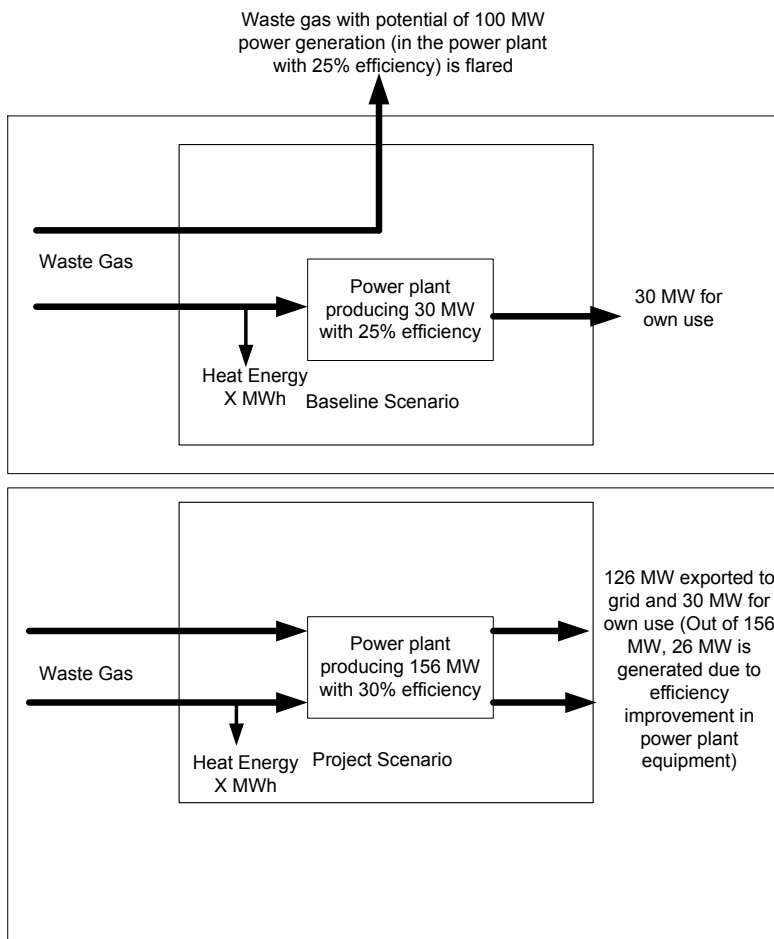 Waste gas with potential of 100 MW
power generation (in the power plant
with 25% efficiency) is flared
Waste Gas
Power plant
producing 30 MW
with 25% efficiency
30 MW for
own use
Heat Energy
X MWh
Baseline Scenario
126 MW exported to
grid and 30 MW for
own use (Out of 156
MW, 26 MW is
generated due to
efficiency
improvement in
power plant
equipment)
Power plant
producing 156 MW
with 30% efficiency
Waste Gas
Heat Energy
X MWh
Project Scenario